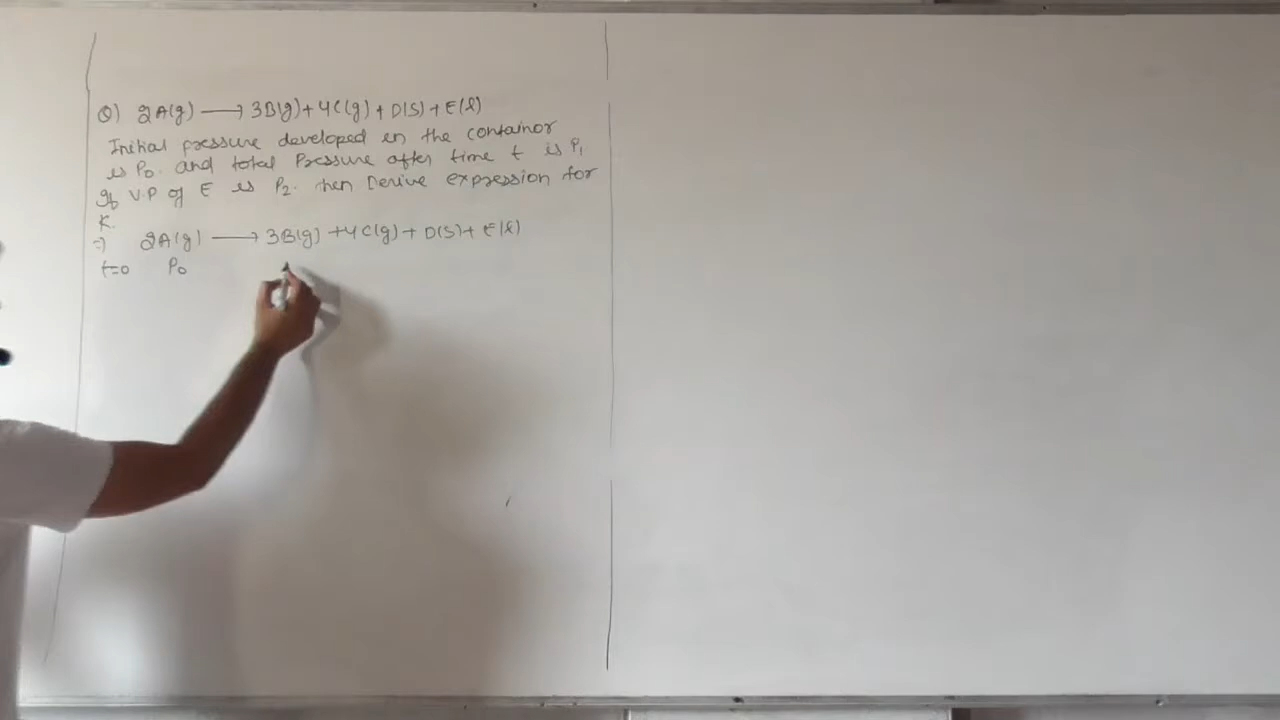 Q) 2A(g) ⟶ 3B(g) + 4C(g) + D(s) + E(l)
Initial pressure developed in the container
is P₀. and total Pressure after time t is P₁
If V.P of E is P₂. then Derive expression for
K.
⇒) 2A(g) ⟶ 3B(g) + 4C(g) + D(s) + E(l)
t=0 P₀